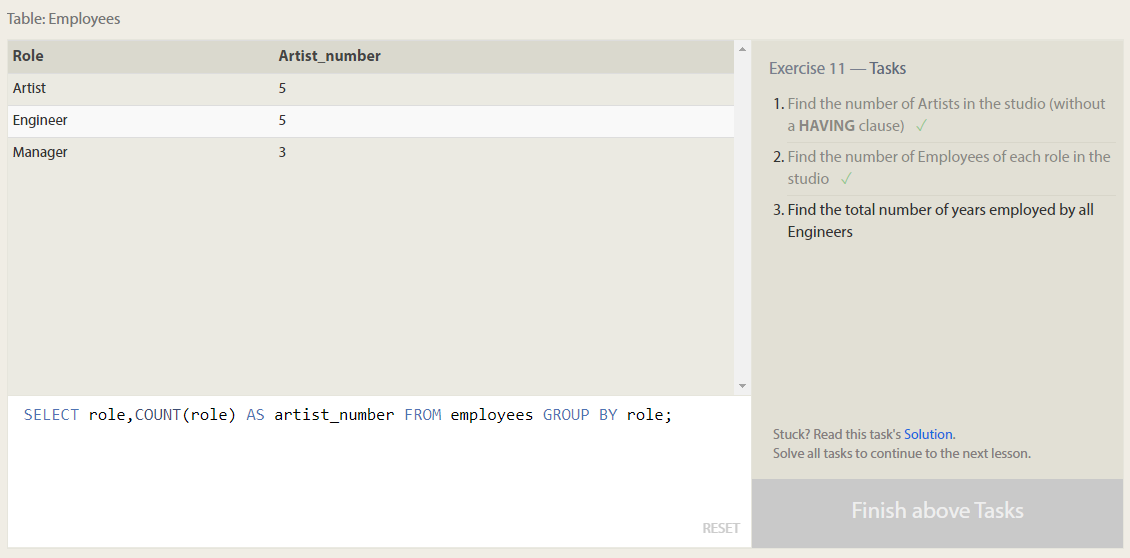 Table: Employees
Role Artist_number
Artist 5
Engineer 5
Manager 3
SELECT role,COUNT(role) AS artist_number FROM employees GROUP BY role;
RESET
Exercise 11 — Tasks
1. Find the number of Artists in the studio (without
a HAVING clause) ✓
2. Find the number of Employees of each role in the
studio ✓
3. Find the total number of years employed by all
Engineers
Stuck? Read this task's Solution.
Solve all tasks to continue to the next lesson.
Finish above Tasks